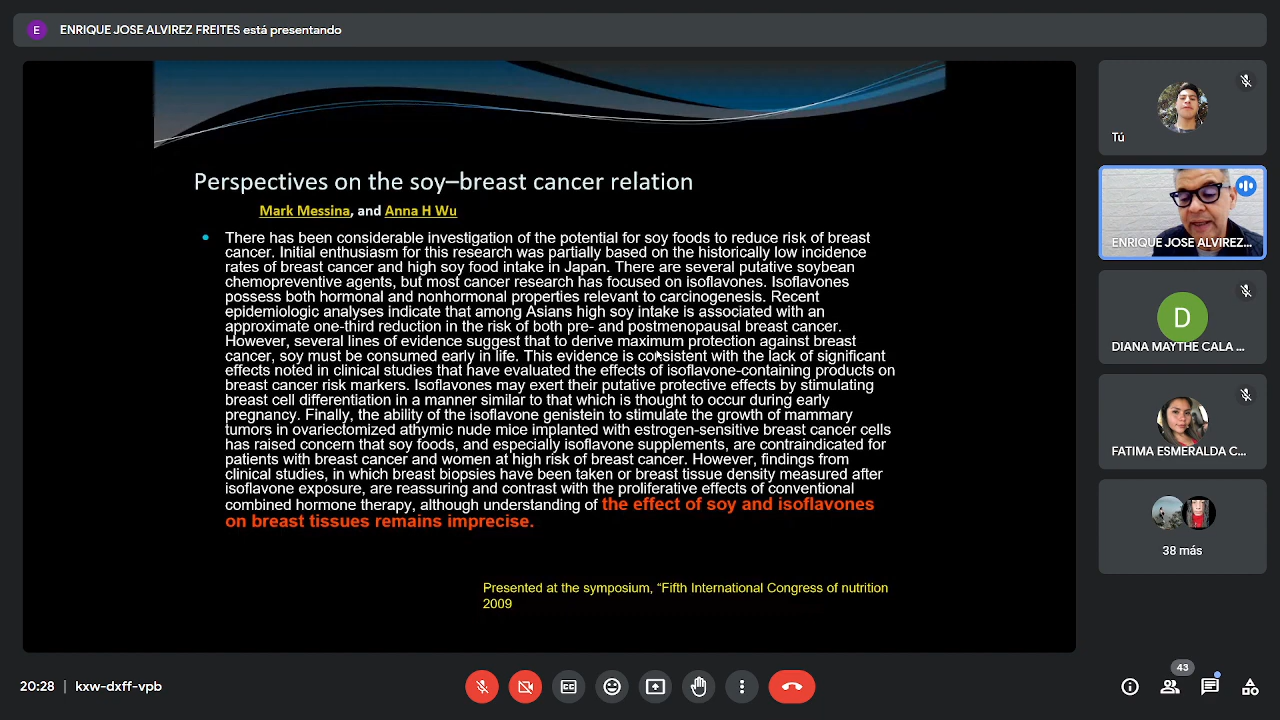 E
ENRIQUE JOSE ALVIREZ FREITES está presentando
Perspectives on the soy–breast cancer relation
Mark Messina, and Anna H Wu
There has been considerable investigation of the potential for soy foods to reduce risk of breast
cancer. Initial enthusiasm for this research was partially based on the historically low incidence
rates of breast cancer and high soy food intake in Japan. There are several putative soybean
chemopreventive agents, but most cancer research has focused on isoflavones. Isoflavones
possess both hormonal and nonhormonal properties relevant to carcinogenesis. Recent
epidemiologic analyses indicate that among Asians high soy intake is associated with an
approximate one-third reduction in the risk of both pre- and postmenopausal breast cancer.
However, several lines of evidence suggest that to derive maximum protection against breast
cancer, soy must be consumed early in life. This evidence is consistent with the lack of significant
effects noted in clinical studies that have evaluated the effects of isoflavone-containing products on
breast cancer risk markers. Isoflavones may exert their putative protective effects by stimulating
breast cell differentiation in a manner similar to that which is thought to occur during early
pregnancy. Finally, the ability of the isoflavone genistein to stimulate the growth of mammary
tumors in ovariectomized athymic nude mice implanted with estrogen-sensitive breast cancer cells
has raised concern that soy foods, and especially isoflavone supplements, are contraindicated for
patients with breast cancer and women at high risk of breast cancer. However, findings from
clinical studies, in which breast biopsies have been taken or breast tissue density measured after
isoflavone exposure, are reassuring and contrast with the proliferative effects of conventional
combined hormone therapy, although understanding of the effect of soy and isoflavones
on breast tissues remains imprecise.
Presented at the symposium, “Fifth International Congress of nutrition
2009
Tú
ENRIQUE JOSE ALVIREZ...
D
DIANA MAYTHE CALA ...
FATIMA ESMERALDA C...
38 más
20:28 | kxw-dxff-vpb
43